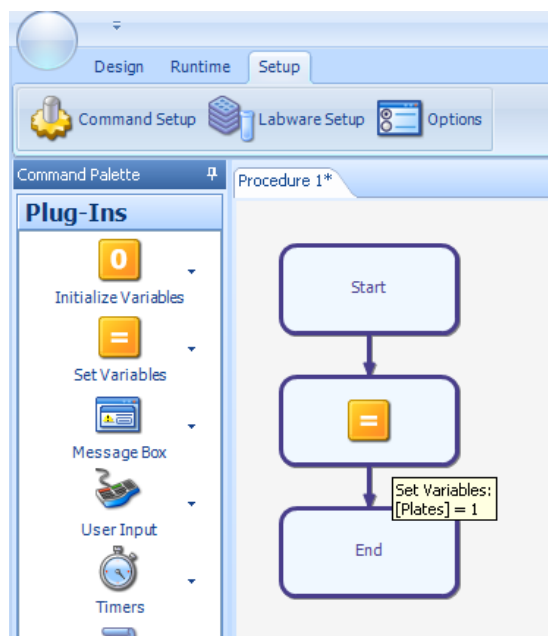 Design Runtime Setup
Command Setup Labware Setup Options
Command Palette
Procedure 1*
Plug-Ins
0
Initialize Variables
=
Set Variables
Message Box
User Input
Timers
Start
=
Set Variables:
[Plates] = 1
End